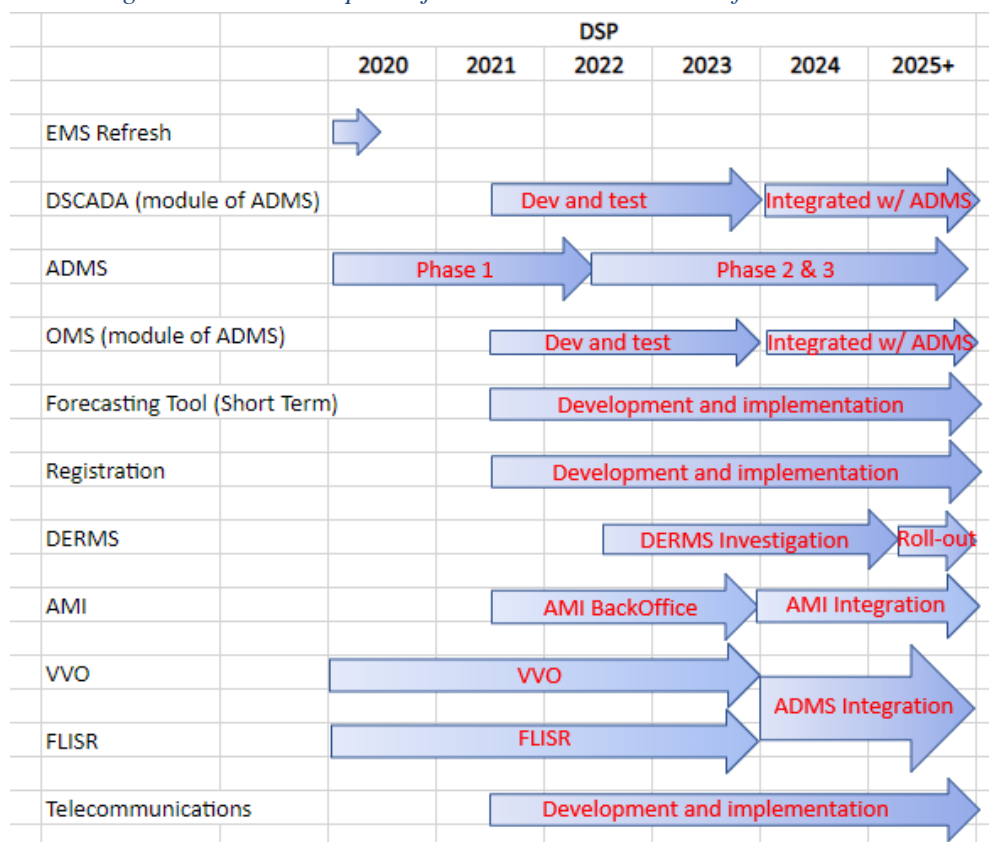 DSP
2020 2021 2022 2023 2024 2025+
EMS Refresh
DSCADA (module of ADMS) Dev and test Integrated w/ ADMS
ADMS Phase 1 Phase 2 & 3
OMS (module of ADMS) Dev and test Integrated w/ ADMS
Forecasting Tool (Short Term) Development and implementation
Registration Development and implementation
DERMS DERMS Investigation Roll-out
AMI AMI BackOffice AMI Integration
VVO VVO
ADMS Integration
FLISR FLISR
Telecommunications Development and implementation